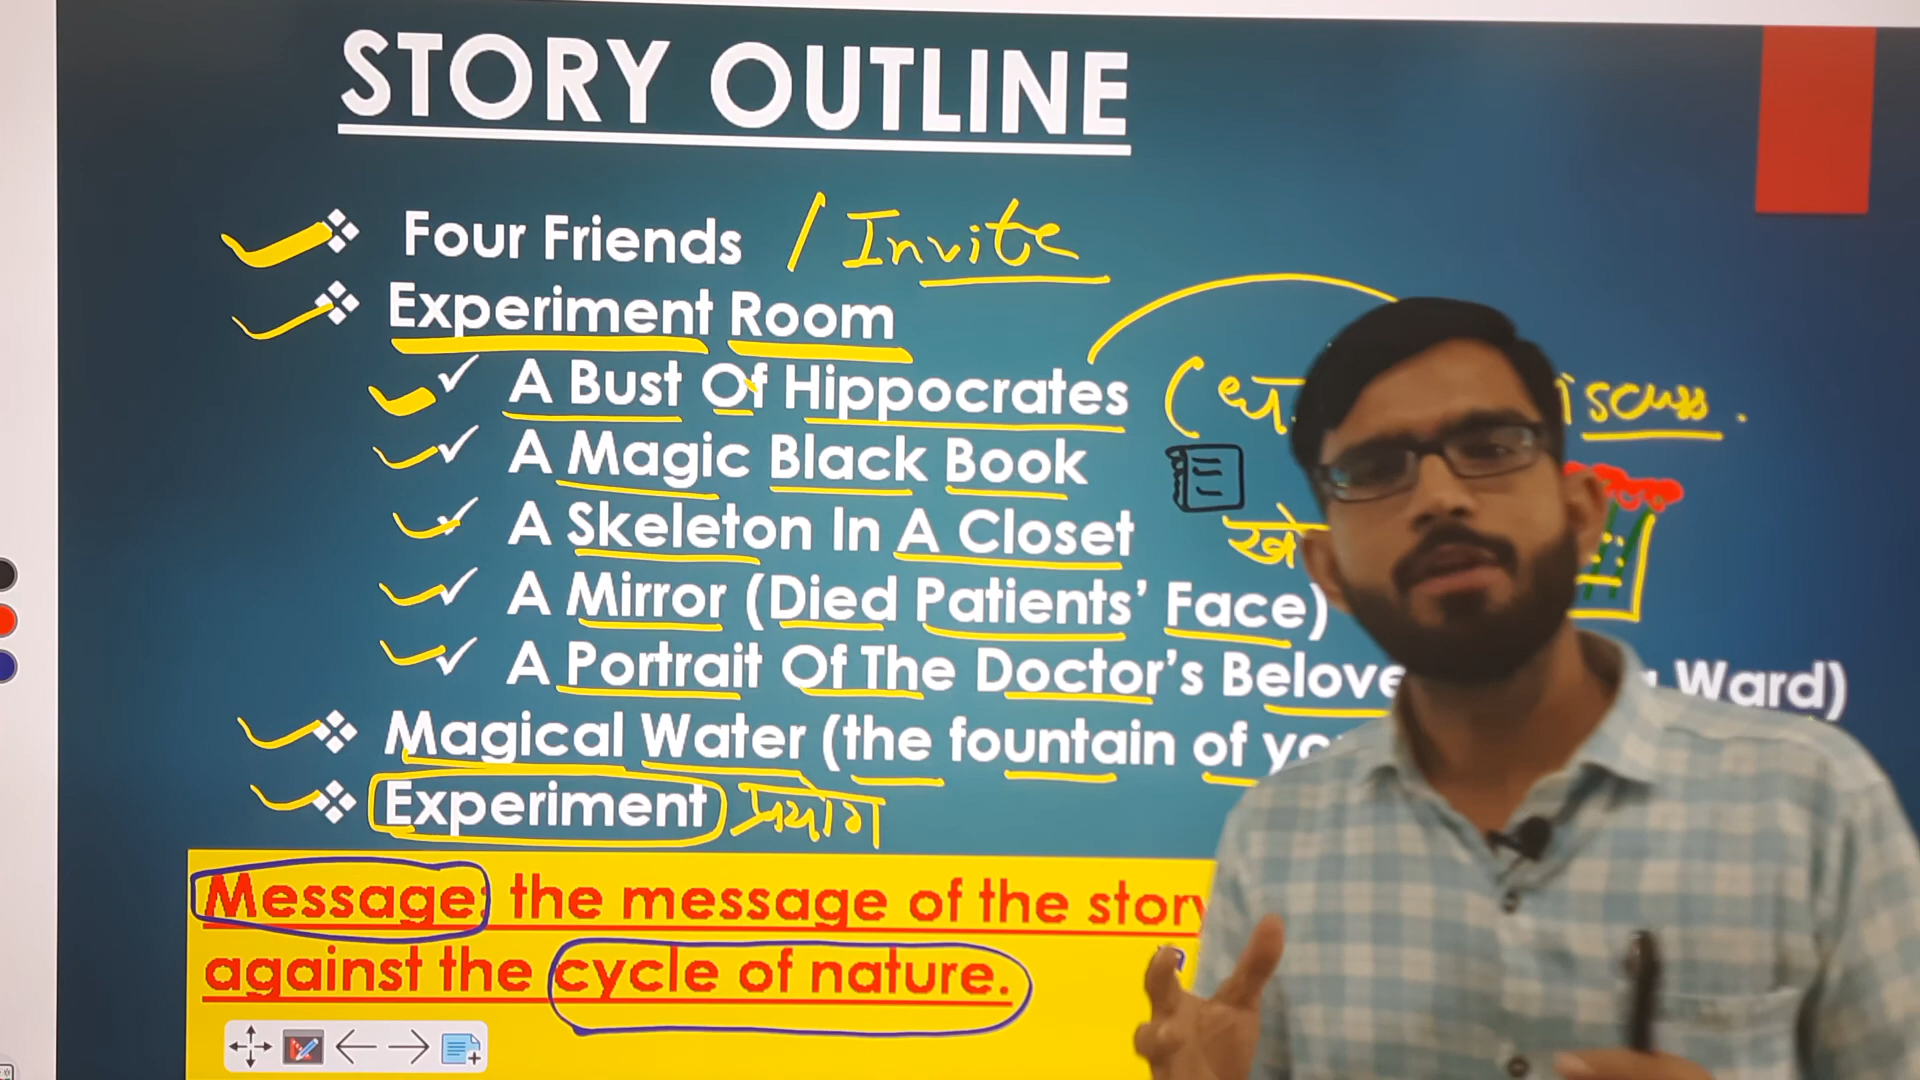 STORY OUTLINE
Four Friends / Invite
Experiment Room
A Bust Of Hippocrates
A Magic Black Book
A Skeleton In A Closet
A Mirror (Died Patients' Face)
A Portrait Of The Doctor's Ward)
Magical Water (the fountain of
Experiment प्रयोग
Message: the message of the story
against the cycle of nature.